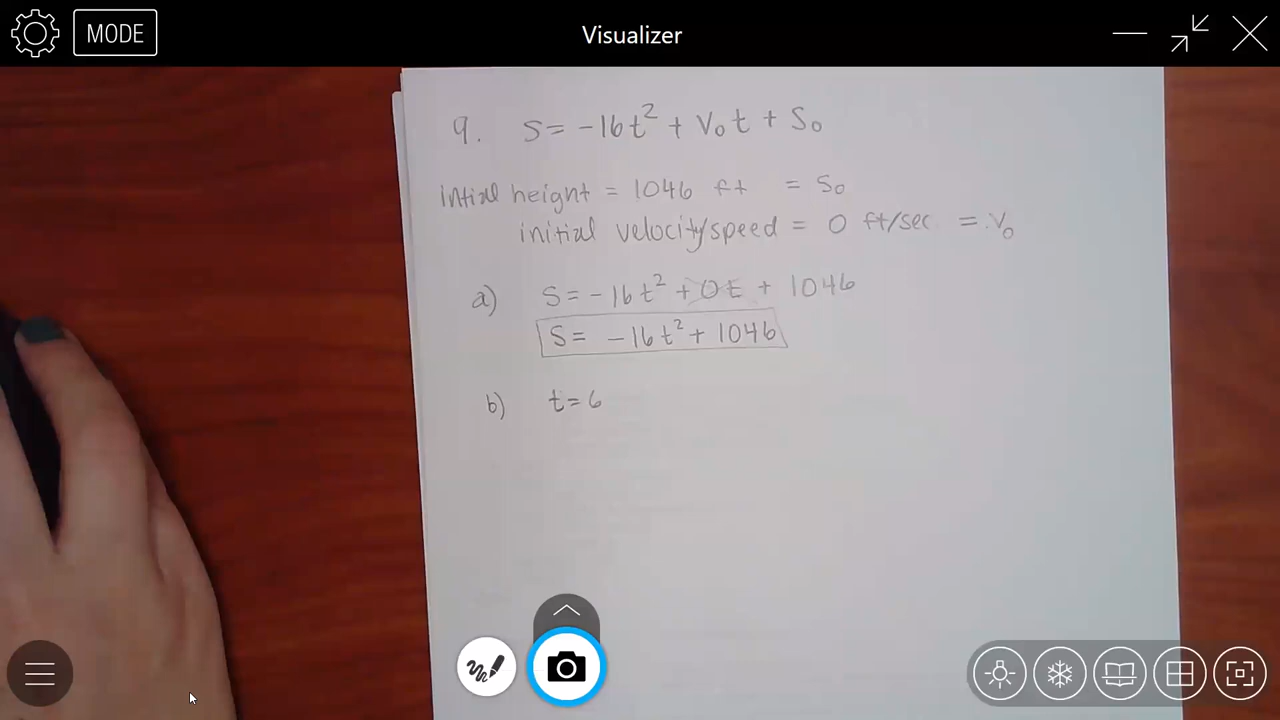 MODE
Visualizer
9. S = -16t² + V₀t + S₀
intial height = 1046 ft = S₀
initial velocity/speed = 0 ft/sec = V₀
a) S = -16t² + 0t + 1046
S = -16t² + 1046
b) t = 6